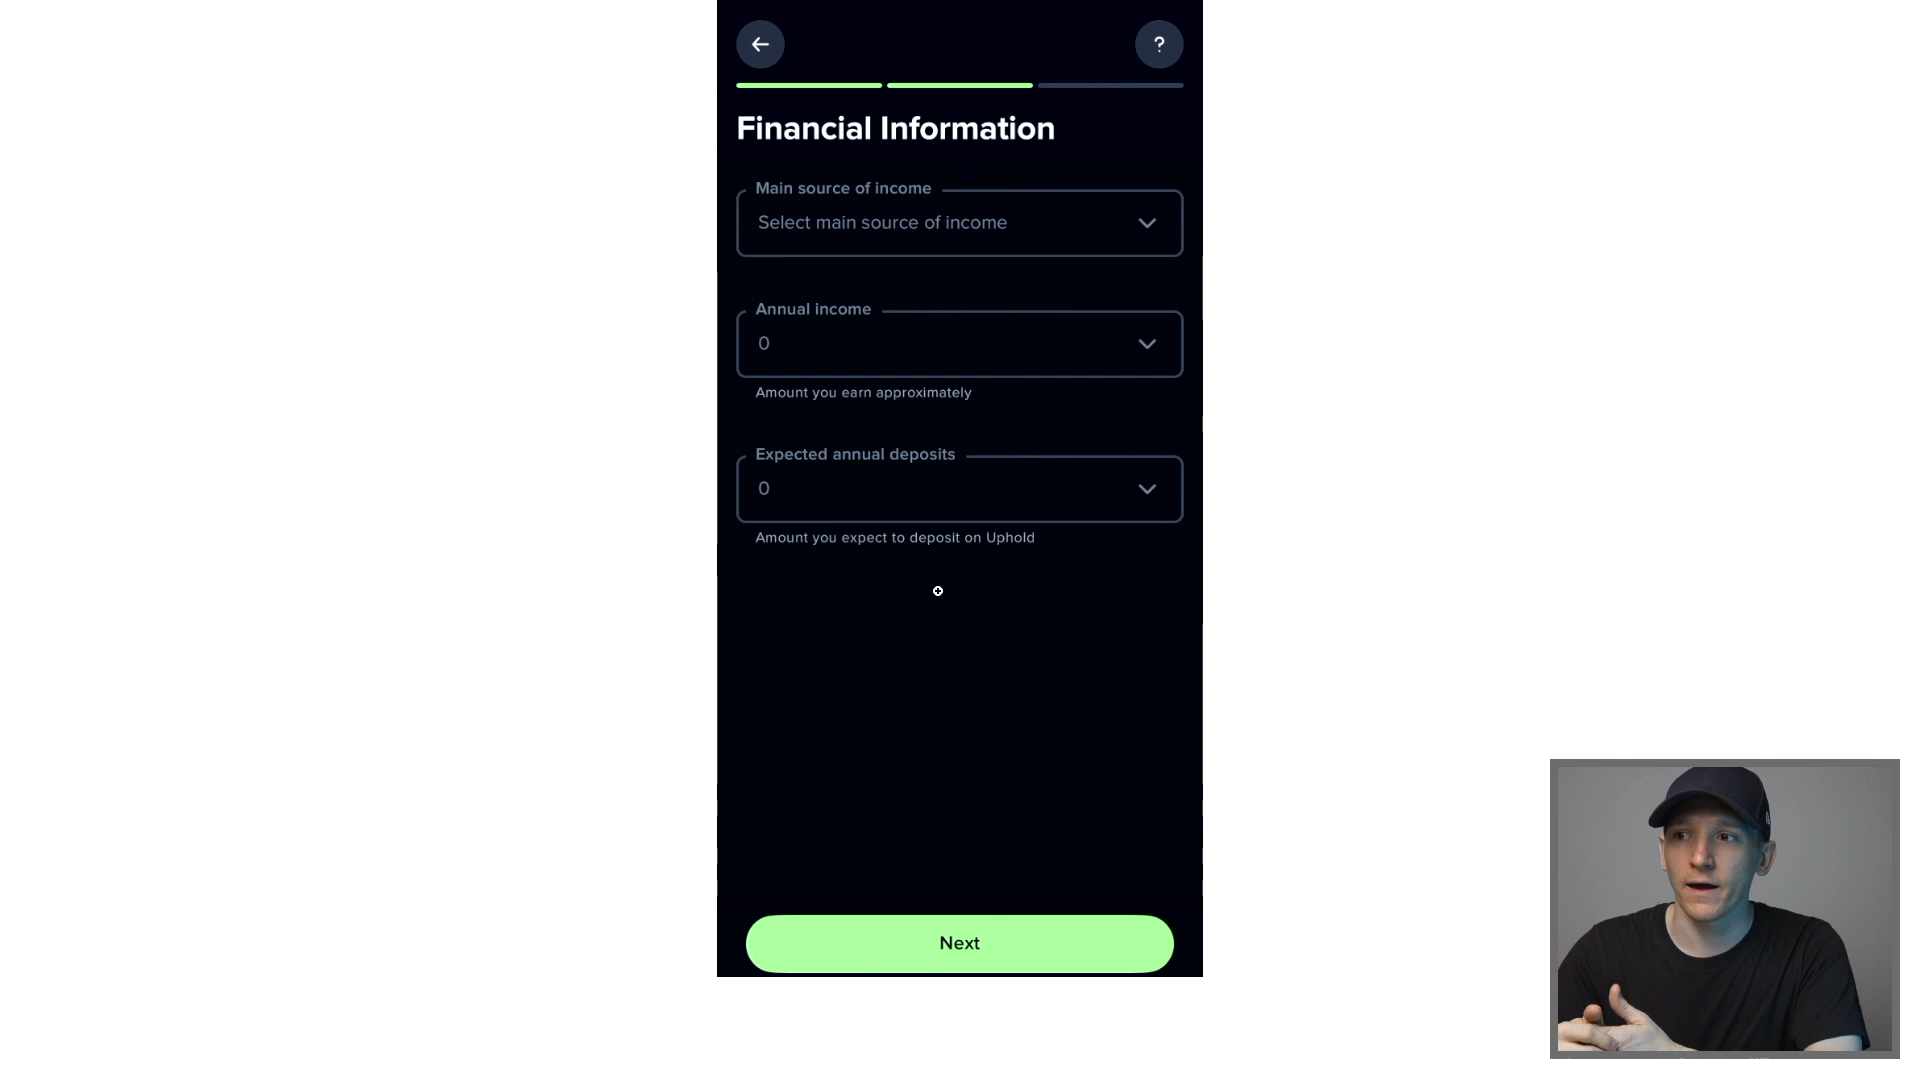 ?
Financial Information
Main source of income
Select main source of income
Annual income
0
Amount you earn approximately
Expected annual deposits
0
Amount you expect to deposit on Uphold
Next